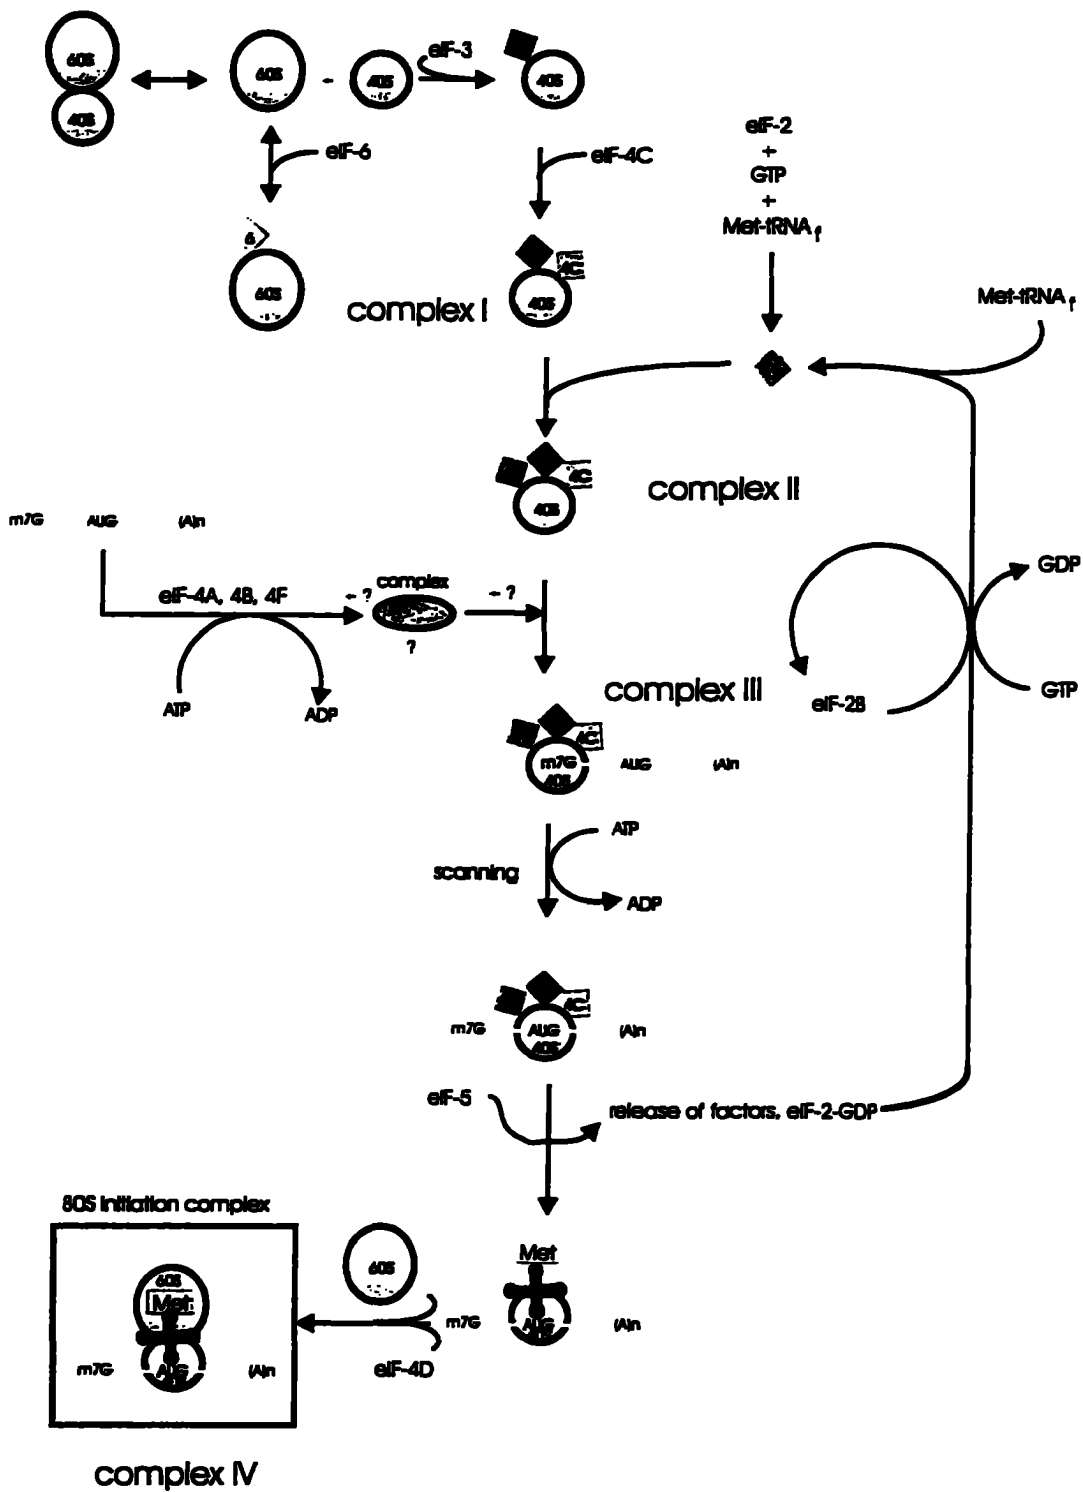 60S
40S
60S
-
40S
eIF-3
40S
eIF-6
eIF-4C
eIF-2
+
GTP
+
Met-tRNA f
6
60S
4C
40S
complex I
Met-tRNA f
4C
40S
complex II
m7G AUG (A)n
eIF-4A, 4B, 4F
- ?
complex
- ?
?
ATP
ADP
GDP
GTP
eIF-2B
complex III
4C
m7G
40S
AUG (A)n
ATP
scanning
ADP
4C
m7G AUG (A)n
40S
eIF-5
release of factors, eIF-2-GDP
80S initiation complex
60S
Met
m7G AUG (A)n
60S
eIF-4D
Met
m7G AUG (A)n
complex IV